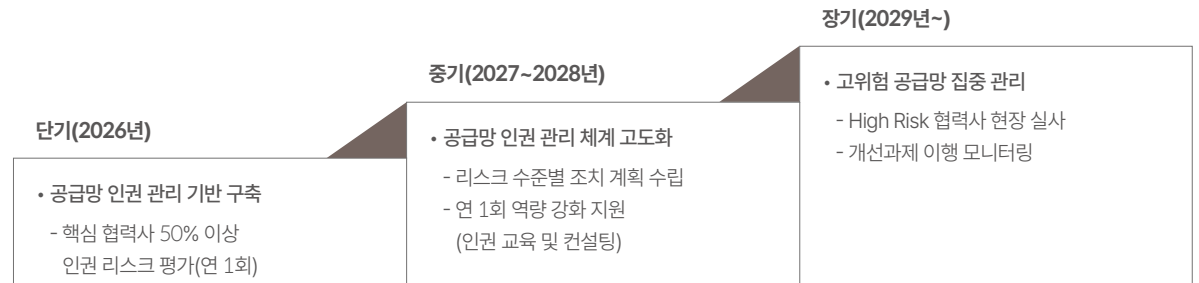 단기(2026년)
• 공급망 인권 관리 기반 구축
- 핵심 협력사 50% 이상
인권 리스크 평가(연 1회)
중기(2027~2028년)
• 공급망 인권 관리 체계 고도화
- 리스크 수준별 조치 계획 수립
- 연 1회 역량 강화 지원
(인권 교육 및 컨설팅)
장기(2029년~)
• 고위험 공급망 집중 관리
- High Risk 협력사 현장 실사
- 개선과제 이행 모니터링